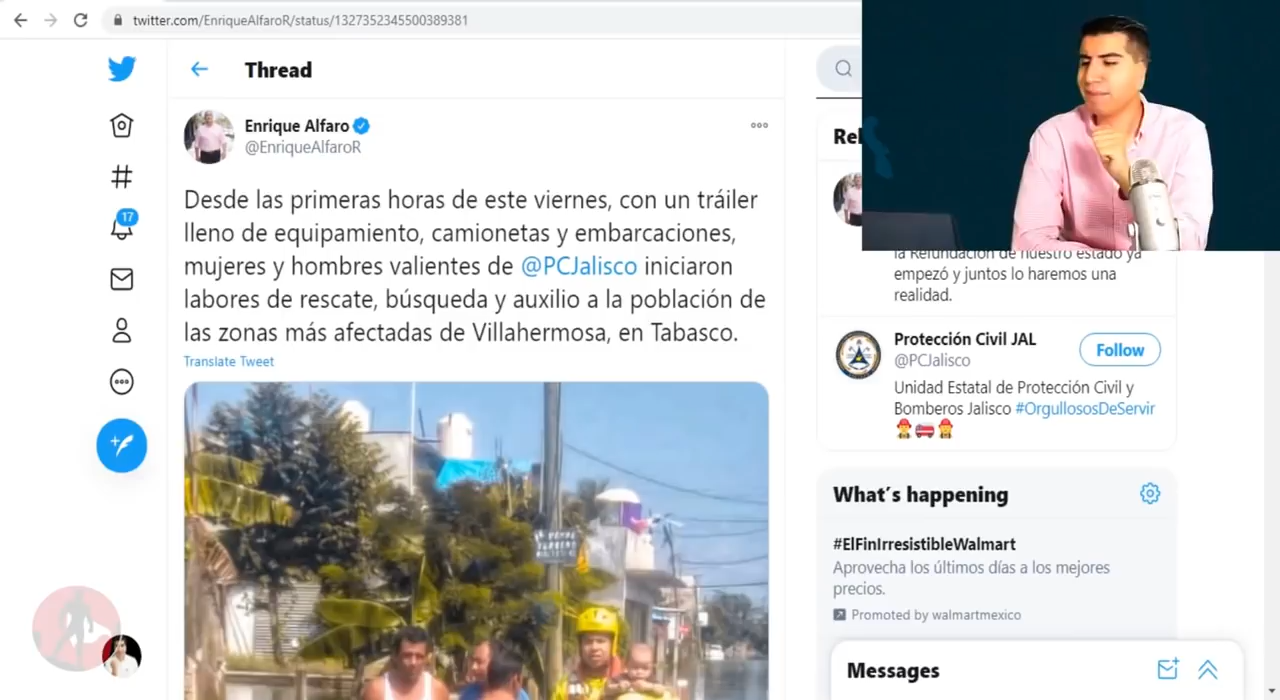 twitter.com/EnriqueAlfaroR/status/1327352345500389381
Thread
Enrique Alfaro
@EnriqueAlfaroR
Desde las primeras horas de este viernes, con un tráiler
lleno de equipamiento, camionetas y embarcaciones,
mujeres y hombres valientes de @PCJalisco iniciaron
labores de rescate, búsqueda y auxilio a la población de
las zonas más afectadas de Villahermosa, en Tabasco.
Translate Tweet
17
Rel
la Refundación de nuestro estado ya
empezó y juntos lo haremos una
realidad.
Protección Civil JAL
@PCJalisco
Follow
Unidad Estatal de Protección Civil y
Bomberos Jalisco #OrgullososDeServir
What's happening
#ElFinIrresistibleWalmart
Aprovecha los últimos días a los mejores
precios.
Promoted by walmartmexico
Messages